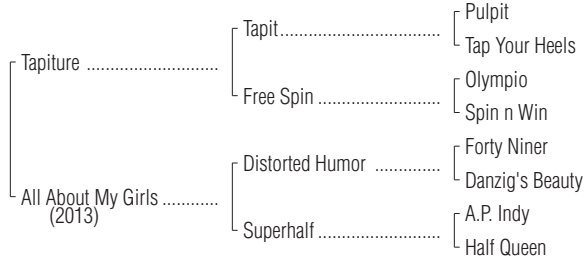 Pulpit
Tapit..............................
Tap Your Heels
Tapiture .........................
Olympio
Free Spin .......................
Spin n Win
Forty Niner
Distorted Humor ............
Danzig's Beauty
All About My Girls ...........
(2013)
A.P. Indy
Superhalf .......................
Half Queen